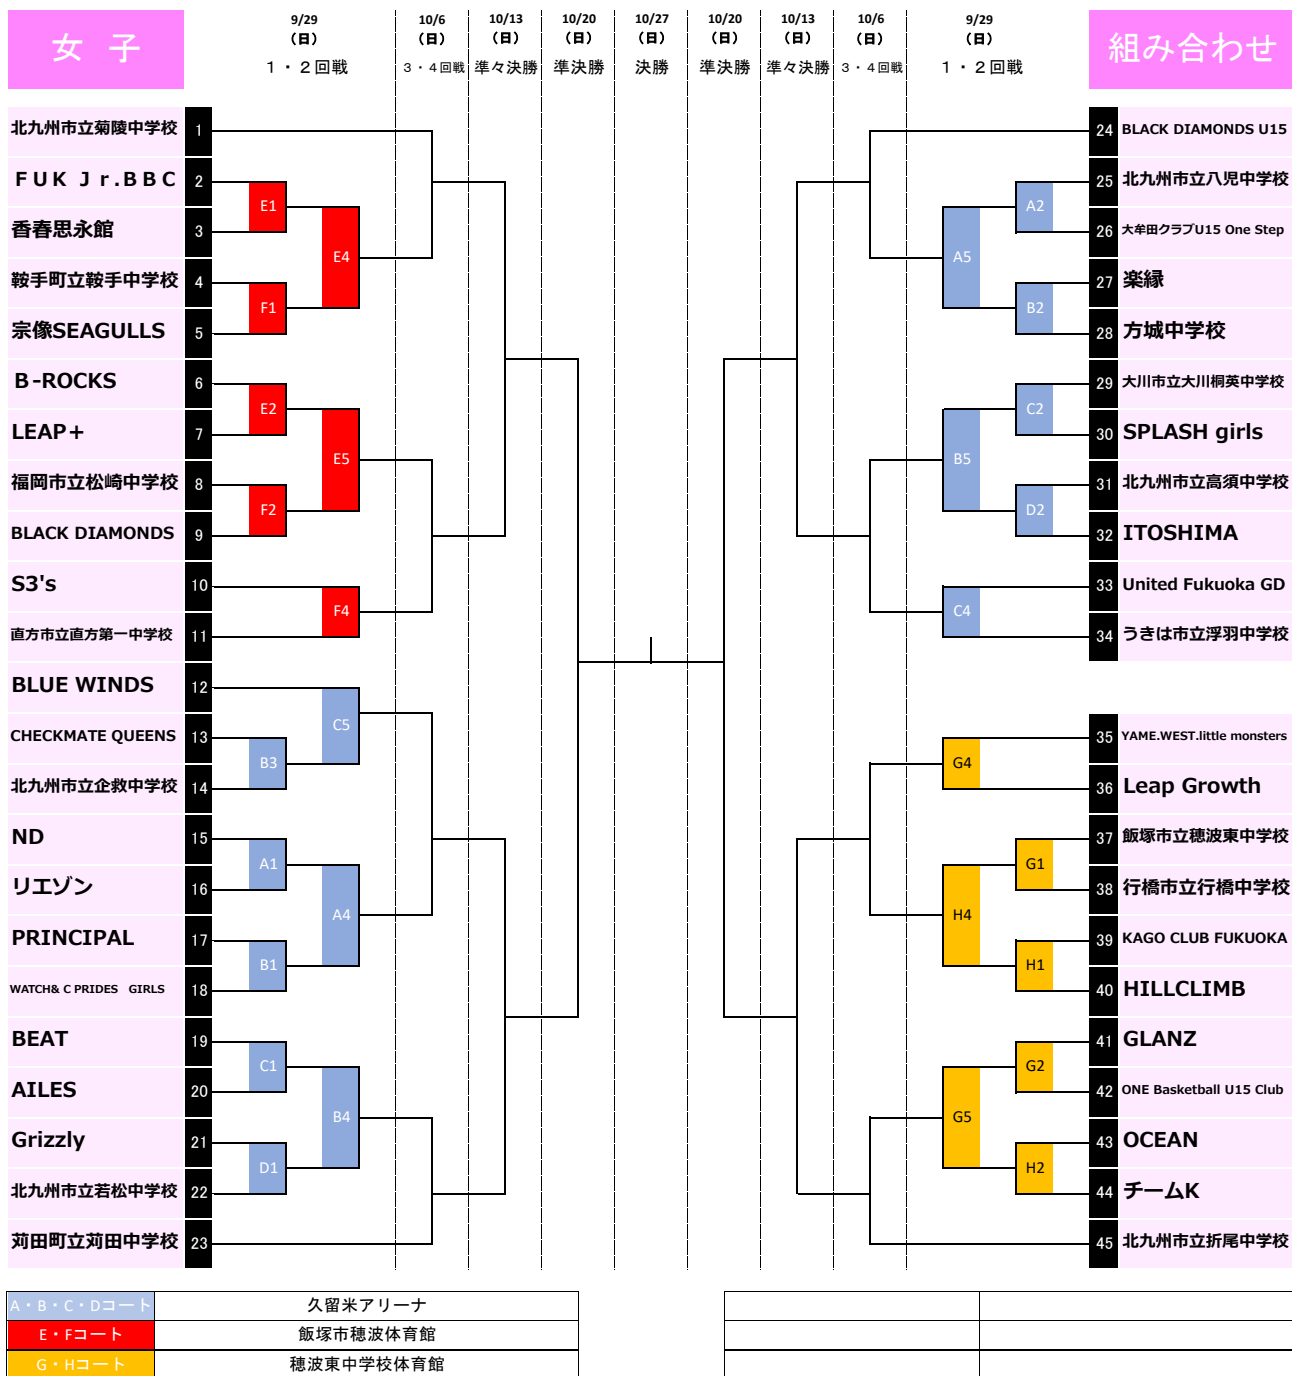 女 子
9/29 10/6 10/13 10/20 10/27 10/20 10/13 10/6 9/29
(日) (日) (日) (日) (日) (日) (日) (日) (日)
1・2回戦 3・4回戦 準々決勝 準決勝 決勝 準決勝 準々決勝 3・4回戦 1・2回戦
組み合わせ
北九州市立菊陵中学校 1
FUK Jr.BBC 2
E1
香春思永館 3
E4
鞍手町立鞍手中学校 4
F1
宗像SEAGULLS 5
B-ROCKS 6
E2
LEAP+ 7
E5
福岡市立松崎中学校 8
F2
BLACK DIAMONDS 9
S3's 10
F4
直方市立直方第一中学校 11
BLUE WINDS 12
C5
CHECKMATE QUEENS 13
B3
北九州市立企救中学校 14
ND 15
A1
リエゾン 16
A4
PRINCIPAL 17
B1
WATCH& C PRIDES GIRLS 18
BEAT 19
C1
AILES 20
B4
Grizzly 21
D1
北九州市立若松中学校 22
苅田町立苅田中学校 23
24 BLACK DIAMONDS U15
25 北九州市立八児中学校
A2
26 大牟田クラブU15 One Step
A5
27 楽縁
B2
28 方城中学校
29 大川市立大川桐英中学校
C2
30 SPLASH girls
B5
31 北九州市立高須中学校
D2
32 ITOSHIMA
33 United Fukuoka GD
C4
34 うきは市立浮羽中学校
35 YAME.WEST.little monsters
G4
36 Leap Growth
37 飯塚市立穂波東中学校
G1
38 行橋市立行橋中学校
H4
39 KAGO CLUB FUKUOKA
H1
40 HILLCLIMB
41 GLANZ
G2
42 ONE Basketball U15 Club
G5
43 OCEAN
H2
44 チームK
45 北九州市立折尾中学校
A・B・C・Dコート 久留米アリーナ
E・Fコート 飯塚市穂波体育館
G・Hコート 穂波東中学校体育館